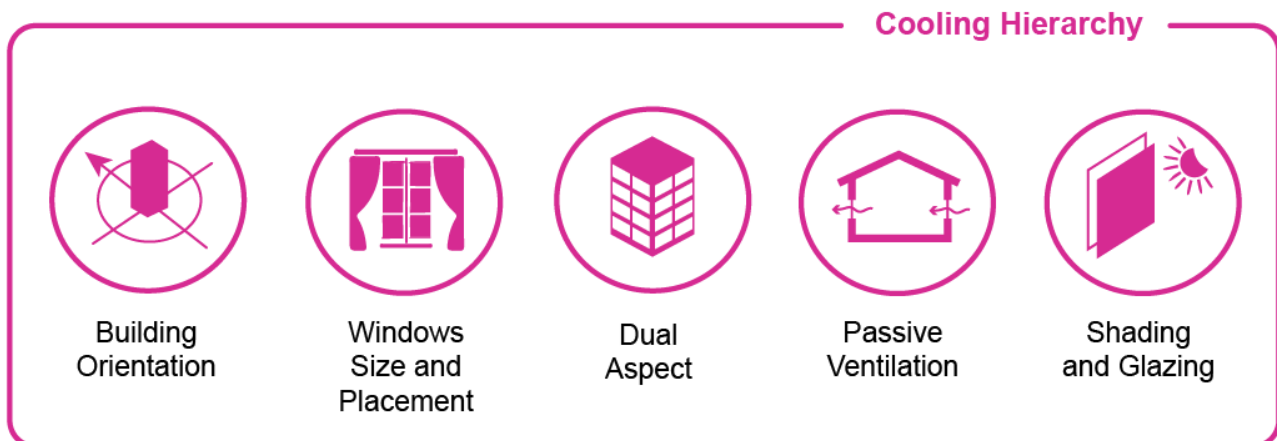 Cooling Hierarchy
Building
Orientation
Windows
Size and
Placement
Dual
Aspect
Passive
Ventilation
Shading
and Glazing